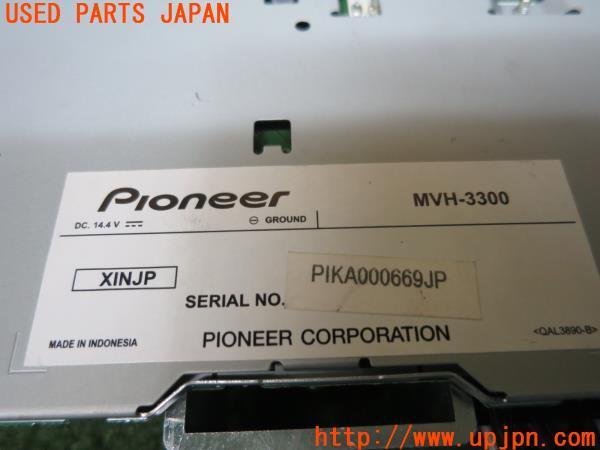 USED PARTS JAPAN
Pioneer MVH-3300
DC. 14.4 V ⎓ ⊖ GROUND
XINJP
SERIAL NO. PIKA000669JP
MADE IN INDONESIA PIONEER CORPORATION <QAL3890-B>
http://www.upjpn.com